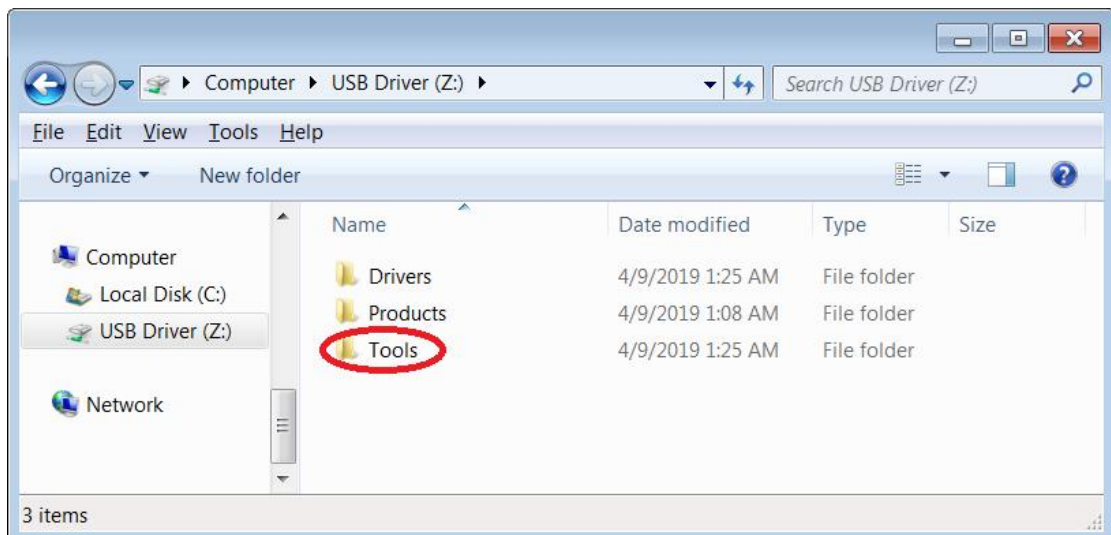 Computer USB Driver (Z:) Search USB Driver (Z:)
File Edit View Tools Help
Organize New folder
Name Date modified Type Size
Computer
Local Disk (C:)
USB Driver (Z:)
Network
Drivers 4/9/2019 1:25 AM File folder
Products 4/9/2019 1:08 AM File folder
Tools 4/9/2019 1:25 AM File folder
3 items